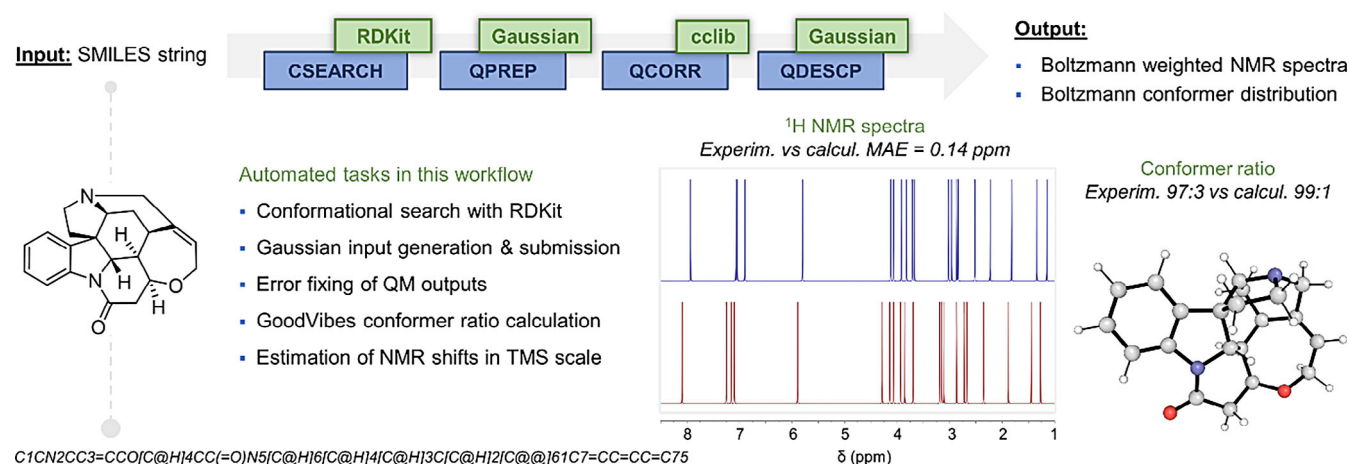 Input: SMILES string
RDKit
Gaussian
cclib
Gaussian
CSEARCH
QPREP
QCORR
QDESCP
Output:
▪ Boltzmann weighted NMR spectra
▪ Boltzmann conformer distribution
N
H
H
N
O
H
O
Automated tasks in this workflow
▪ Conformational search with RDKit
▪ Gaussian input generation & submission
▪ Error fixing of QM outputs
▪ GoodVibes conformer ratio calculation
▪ Estimation of NMR shifts in TMS scale
¹H NMR spectra
Experim. vs calcul. MAE = 0.14 ppm
8 7 6 5 4 3 2 1
δ (ppm)
Conformer ratio
Experim. 97:3 vs calcul. 99:1
C1CN2CC3=CCO[C@H]4CC(=O)N5[C@H]6[C@H]4[C@H]3C[C@H]2[C@@]61C7=CC=CC=C75